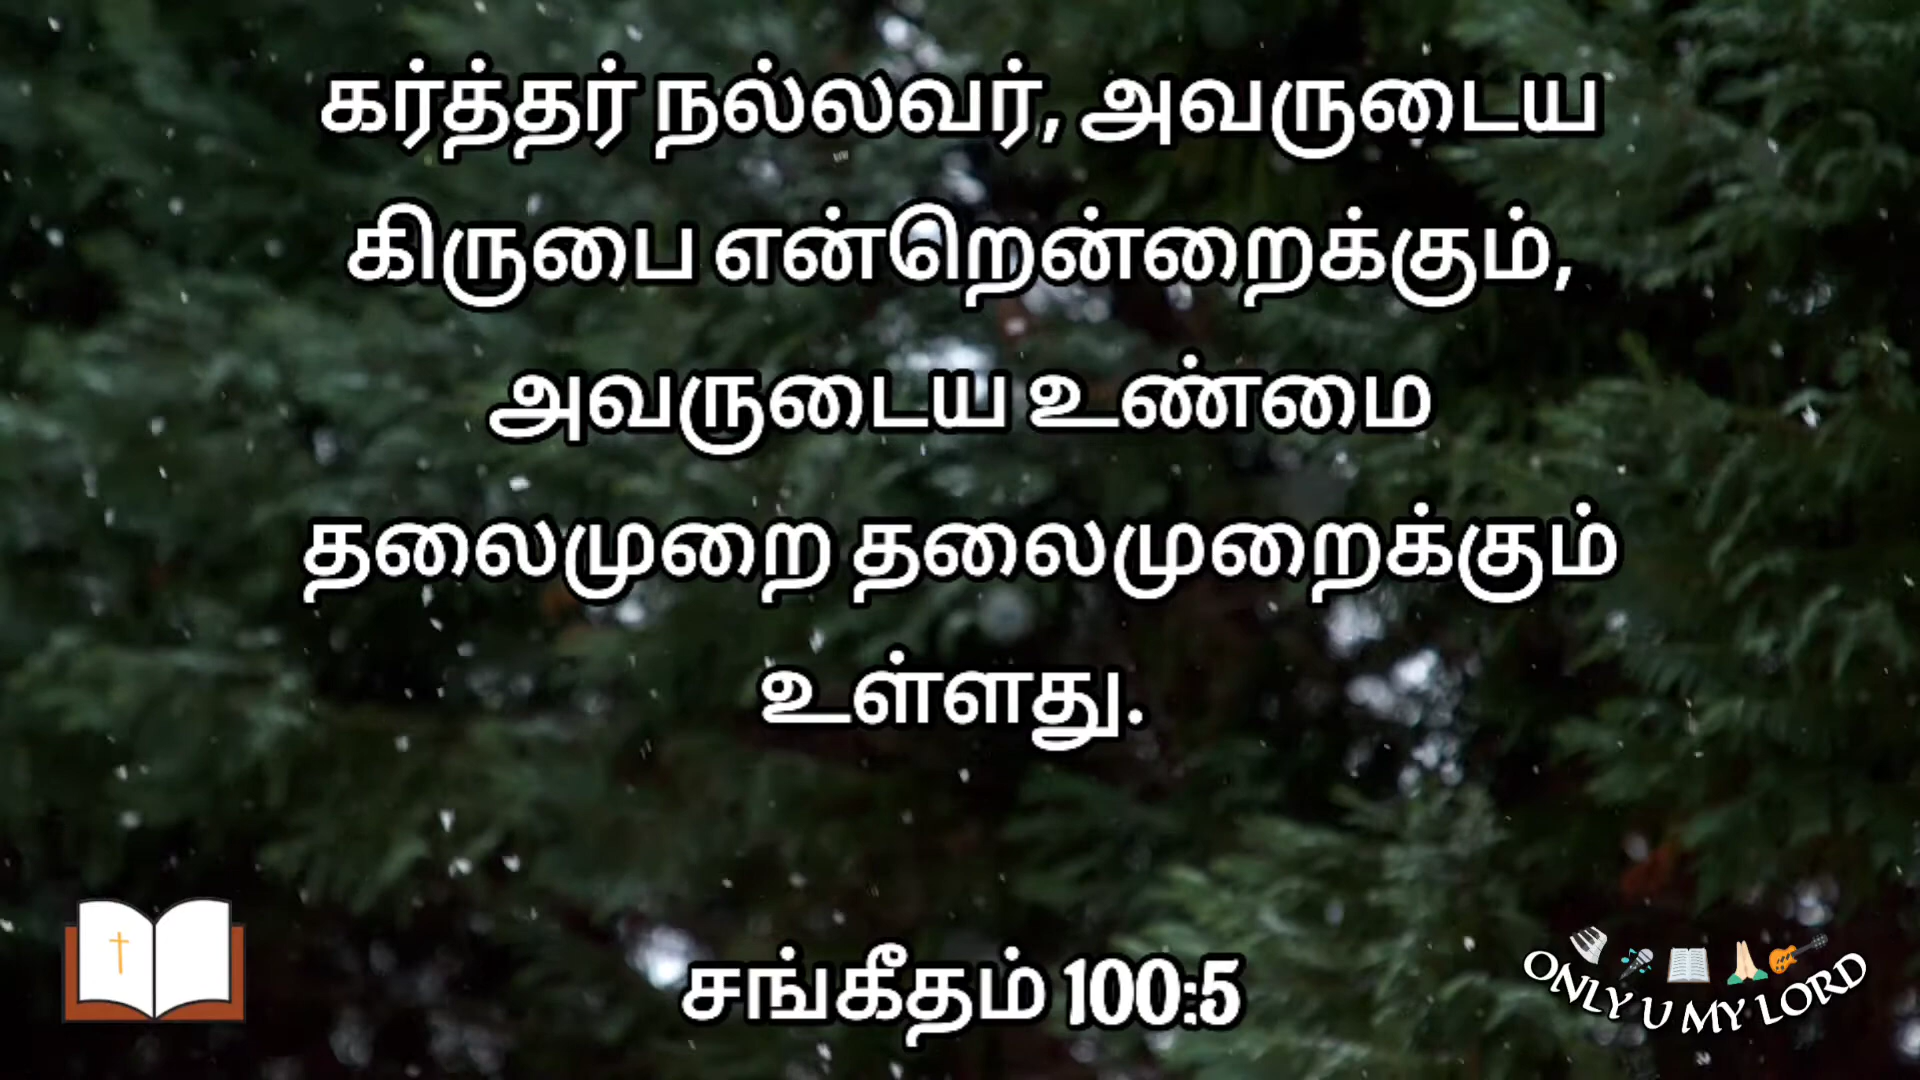 கர்த்தர் நல்லவர், அவருடைய
கிருபை என்றென்றைக்கும்,
அவருடைய உண்மை
தலைமுறை தலைமுறைக்கும்
உள்ளது.
சங்கீதம் 100:5
ONLY U MY LORD